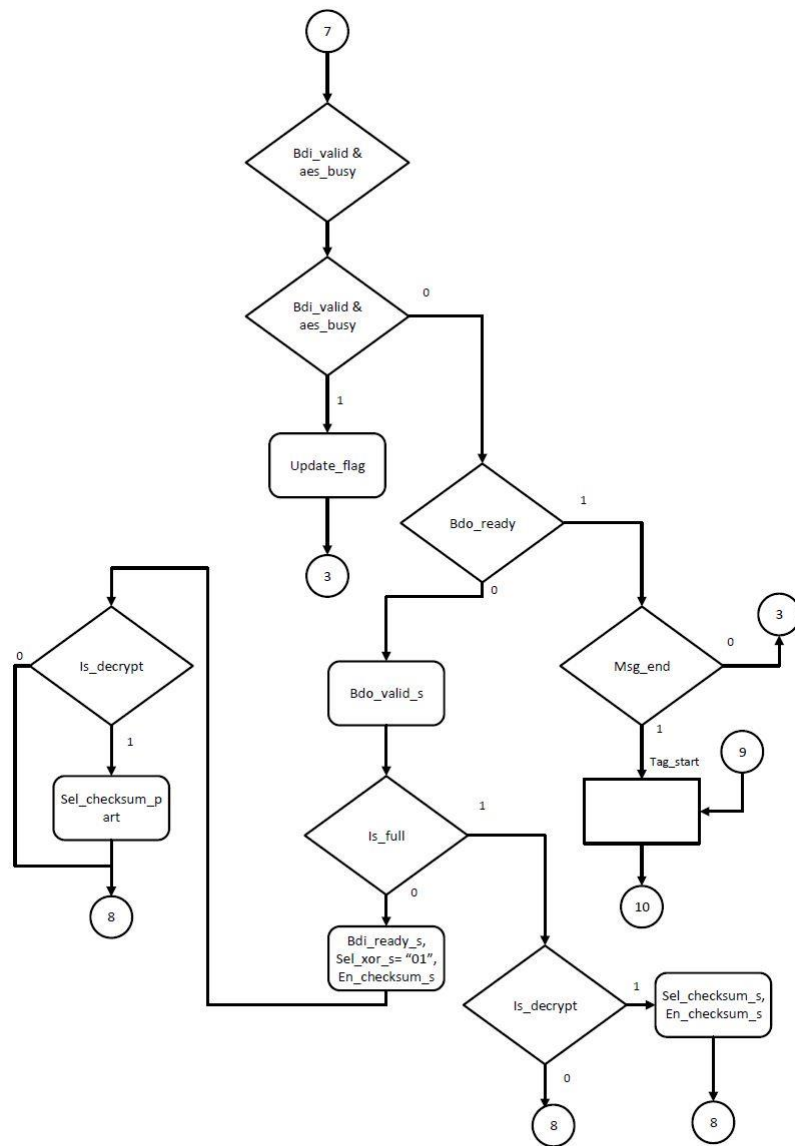 7
Bdi_valid &
aes_busy
Bdi_valid &
aes_busy
0
1
Update_flag
3
Bdo_ready
1
0
Msg_end
0
3
1
Tag_start
9
10
Bdo_valid_s
Is_full
1
0
Bdi_ready_s,
Sel_xor_s= “01”,
En_checksum_s
Is_decrypt
0
1
Sel_checksum_p
art
8
Is_decrypt
1
0
Sel_checksum_s,
En_checksum_s
8
8